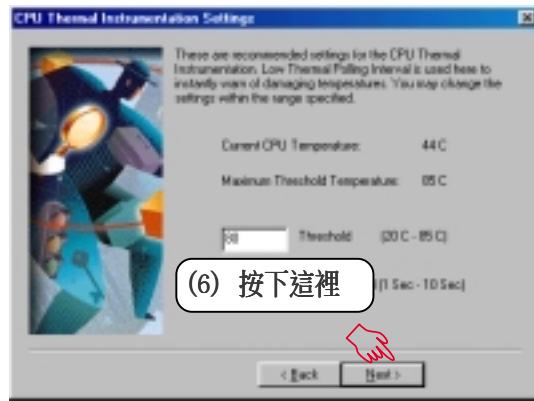 CPU Thermal Instrumentation Settings
These are recommended settings for the CPU Thermal
Instrumentation. Low Thermal Polling Interval is used here to
instantly warn of damaging temperatures. You may change the
settings within the range specified.
Current CPU Temperature: 44 C
Maximum Threshold Temperature: 85 C
80 Threshold (20 C - 85 C)
(6) 按下這裡
(1 Sec - 10 Sec)
< Back
Next >